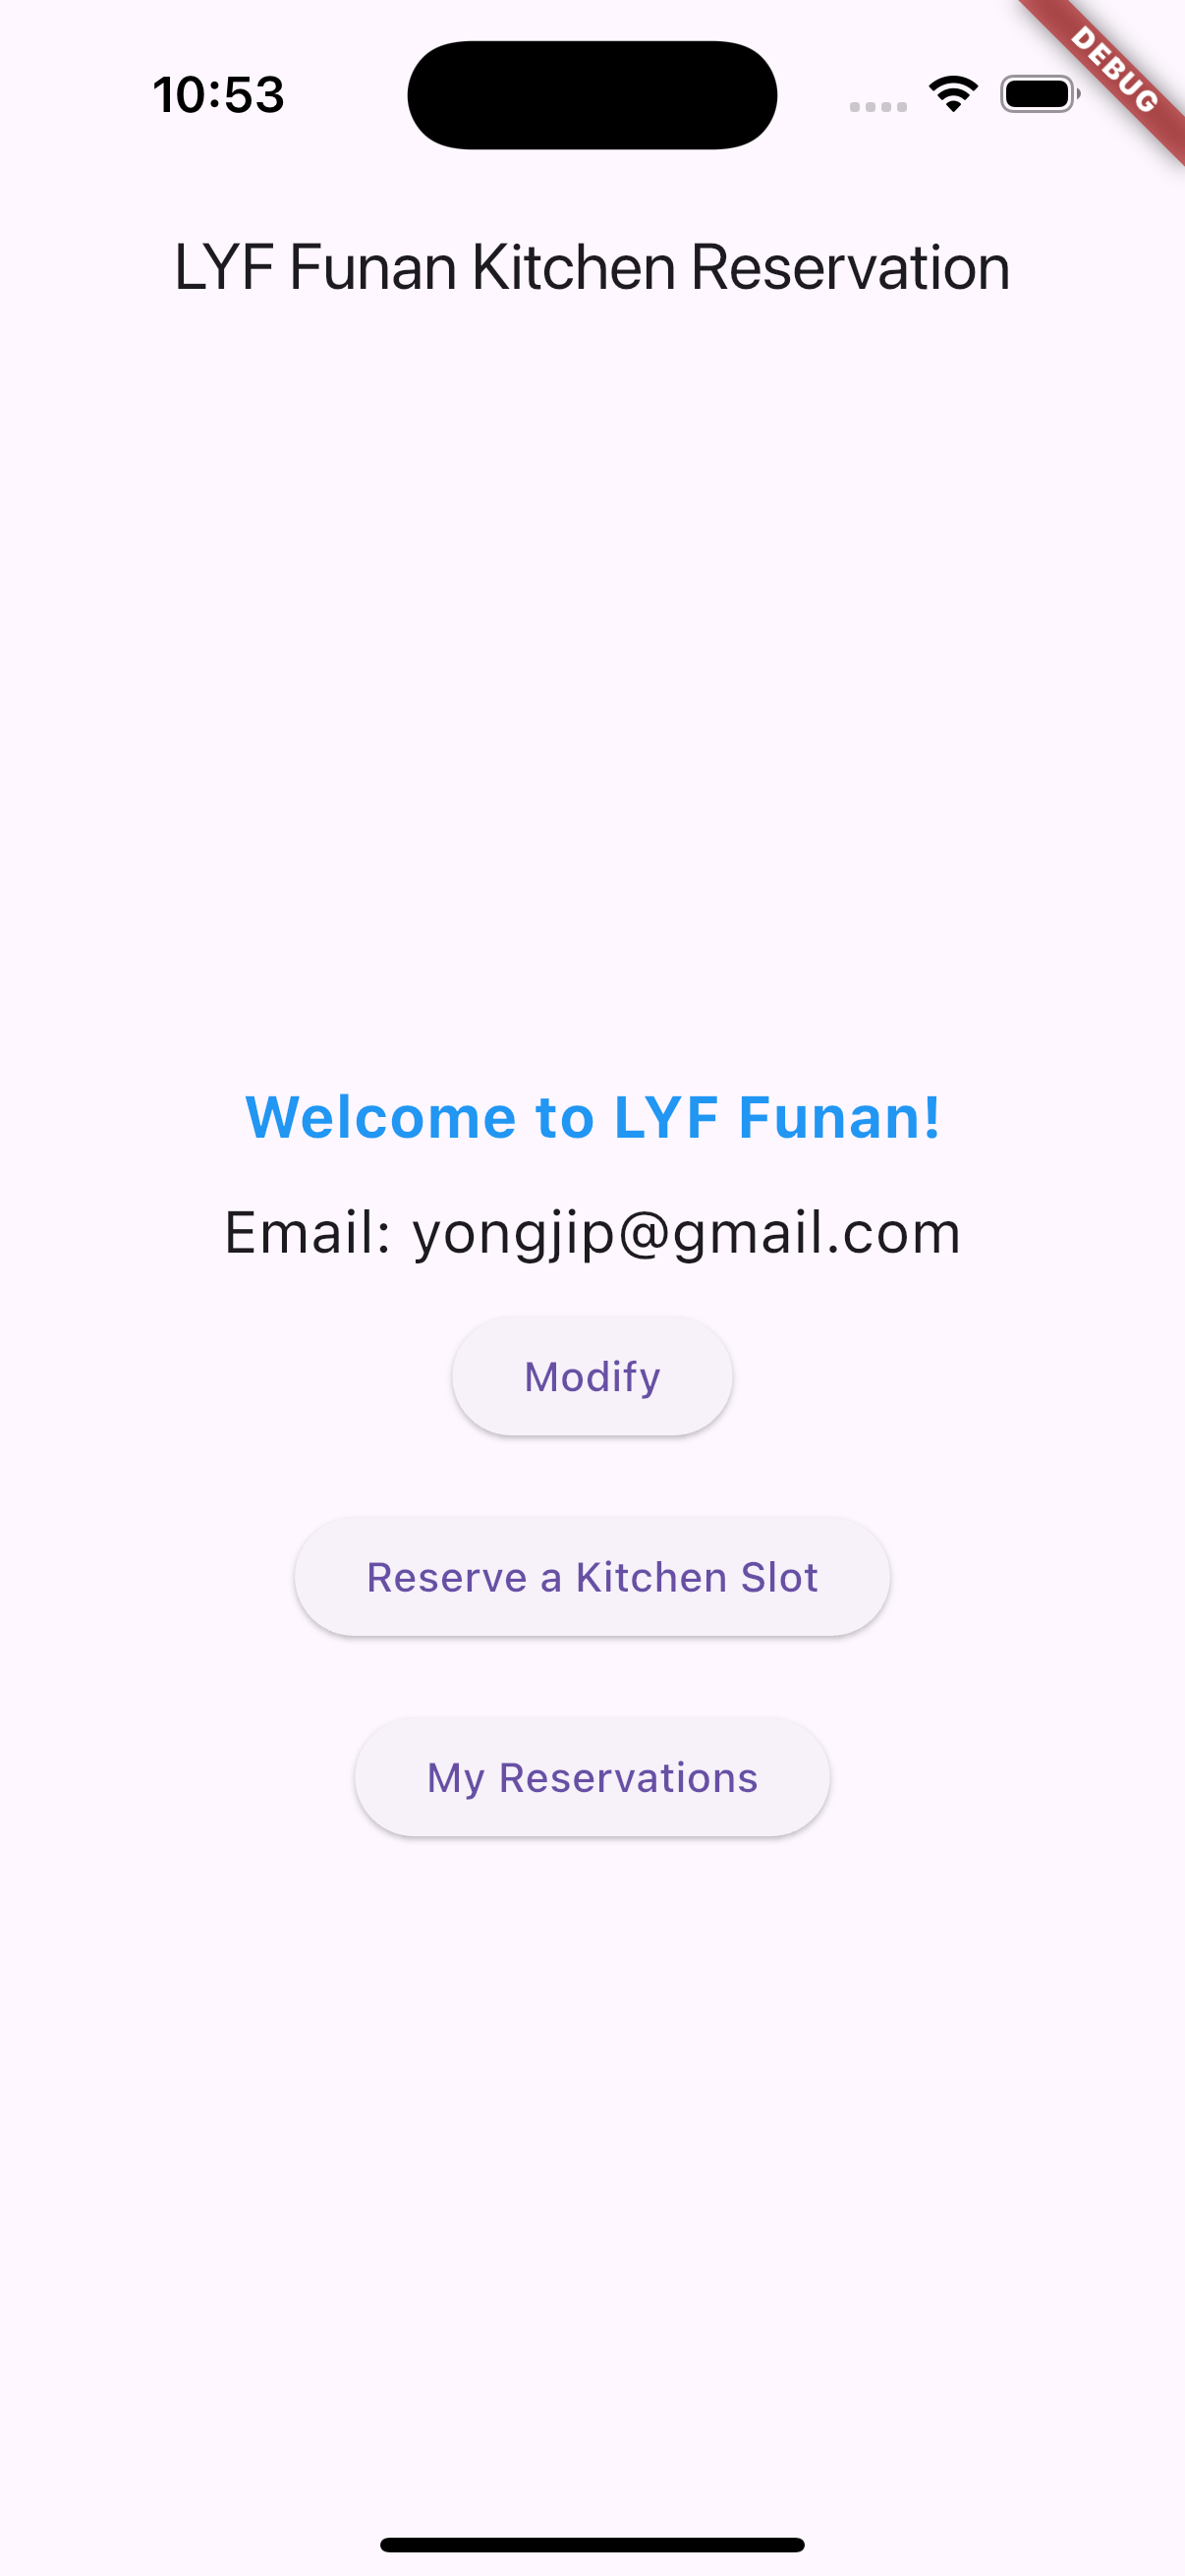 10:53
DEBUG
LYF Funan Kitchen Reservation
Welcome to LYF Funan!
Email: yongjip@gmail.com
Modify
Reserve a Kitchen Slot
My Reservations